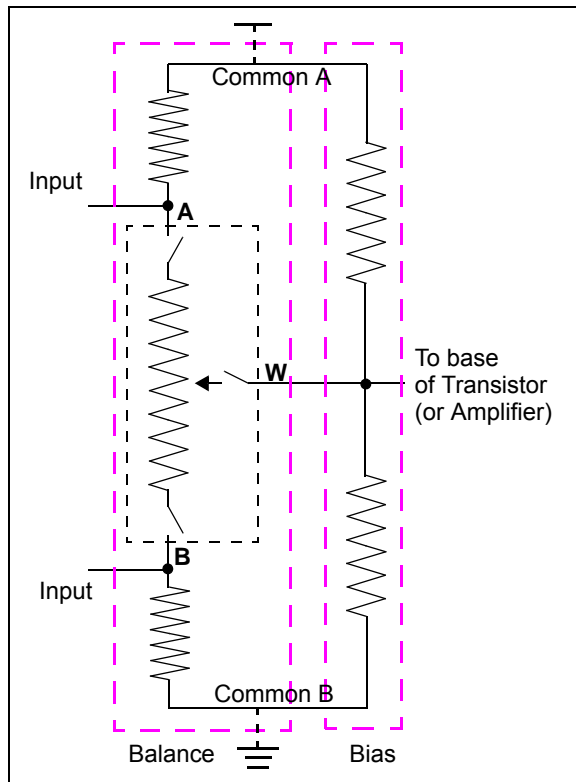 Common A
Input
A
W
To base
of Transistor
(or Amplifier)
B
Input
Common B
Balance
Bias